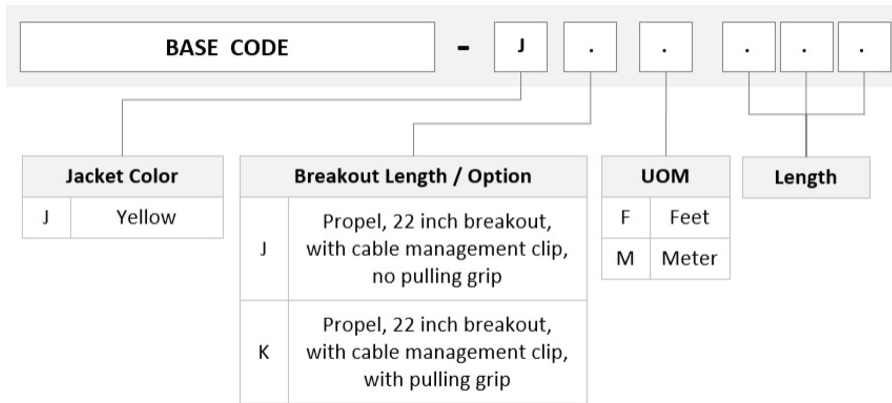 BASE CODE - J . . . . .
Jacket Color
J Yellow
Breakout Length / Option
J Propel, 22 inch breakout,
with cable management clip,
no pulling grip
K Propel, 22 inch breakout,
with cable management clip,
with pulling grip
UOM
F Feet
M Meter
Length